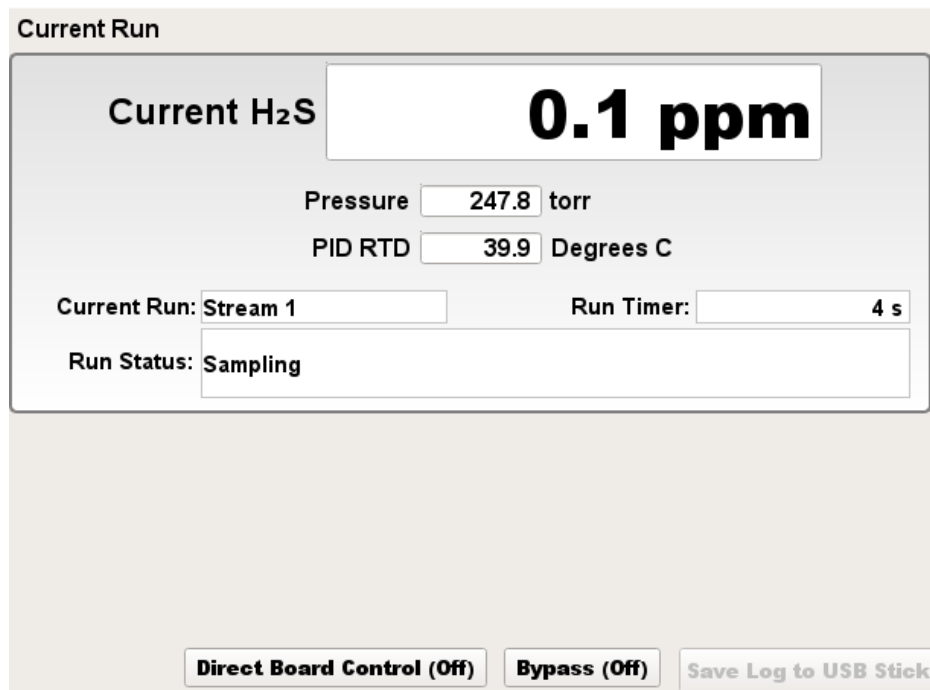 Current Run
Current H₂S 0.1 ppm
Pressure 247.8 torr
PID RTD 39.9 Degrees C
Current Run: Stream 1 Run Timer: 4 s
Run Status: Sampling
Direct Board Control (Off) Bypass (Off) Save Log to USB Stick